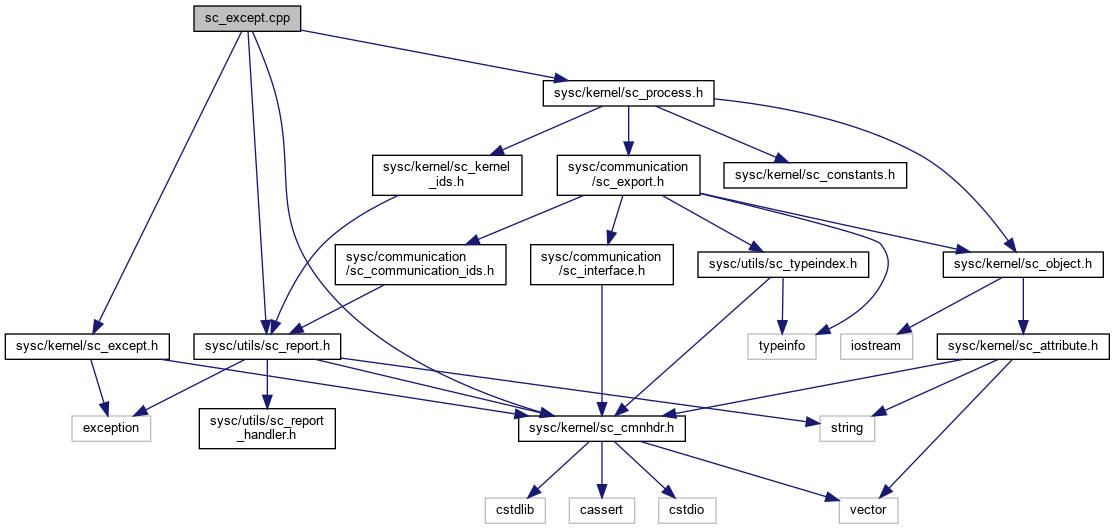 sc_except.cpp
sysc/kernel/sc_process.h
sysc/kernel/sc_kernel
_ids.h
sysc/communication
/sc_export.h
sysc/kernel/sc_constants.h
sysc/communication
/sc_communication_ids.h
sysc/communication
/sc_interface.h
sysc/utils/sc_typeindex.h
sysc/kernel/sc_object.h
sysc/kernel/sc_except.h
sysc/utils/sc_report.h
typeinfo
iostream
sysc/kernel/sc_attribute.h
exception
sysc/utils/sc_report
_handler.h
sysc/kernel/sc_cmnhdr.h
string
cstdlib
cassert
cstdio
vector